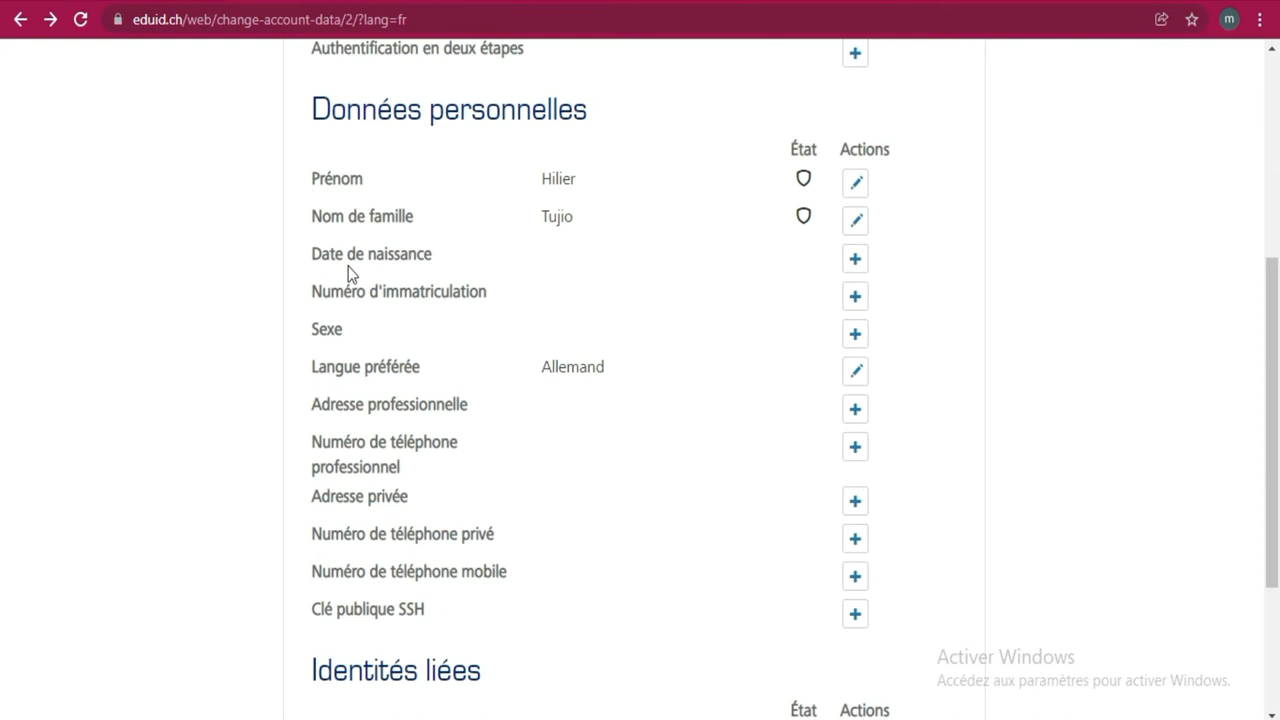 eduid.ch/web/change-account-data/2/?lang=fr
m
Authentification en deux étapes
Données personnelles
État Actions
Prénom Hilier
Nom de famille Tujio
Date de naissance
Numéro d'immatriculation
Sexe
Langue préférée Allemand
Adresse professionnelle
Numéro de téléphone
professionnel
Adresse privée
Numéro de téléphone privé
Numéro de téléphone mobile
Clé publique SSH
Identités liées
État Actions
Activer Windows
Accédez aux paramètres pour activer Windows.